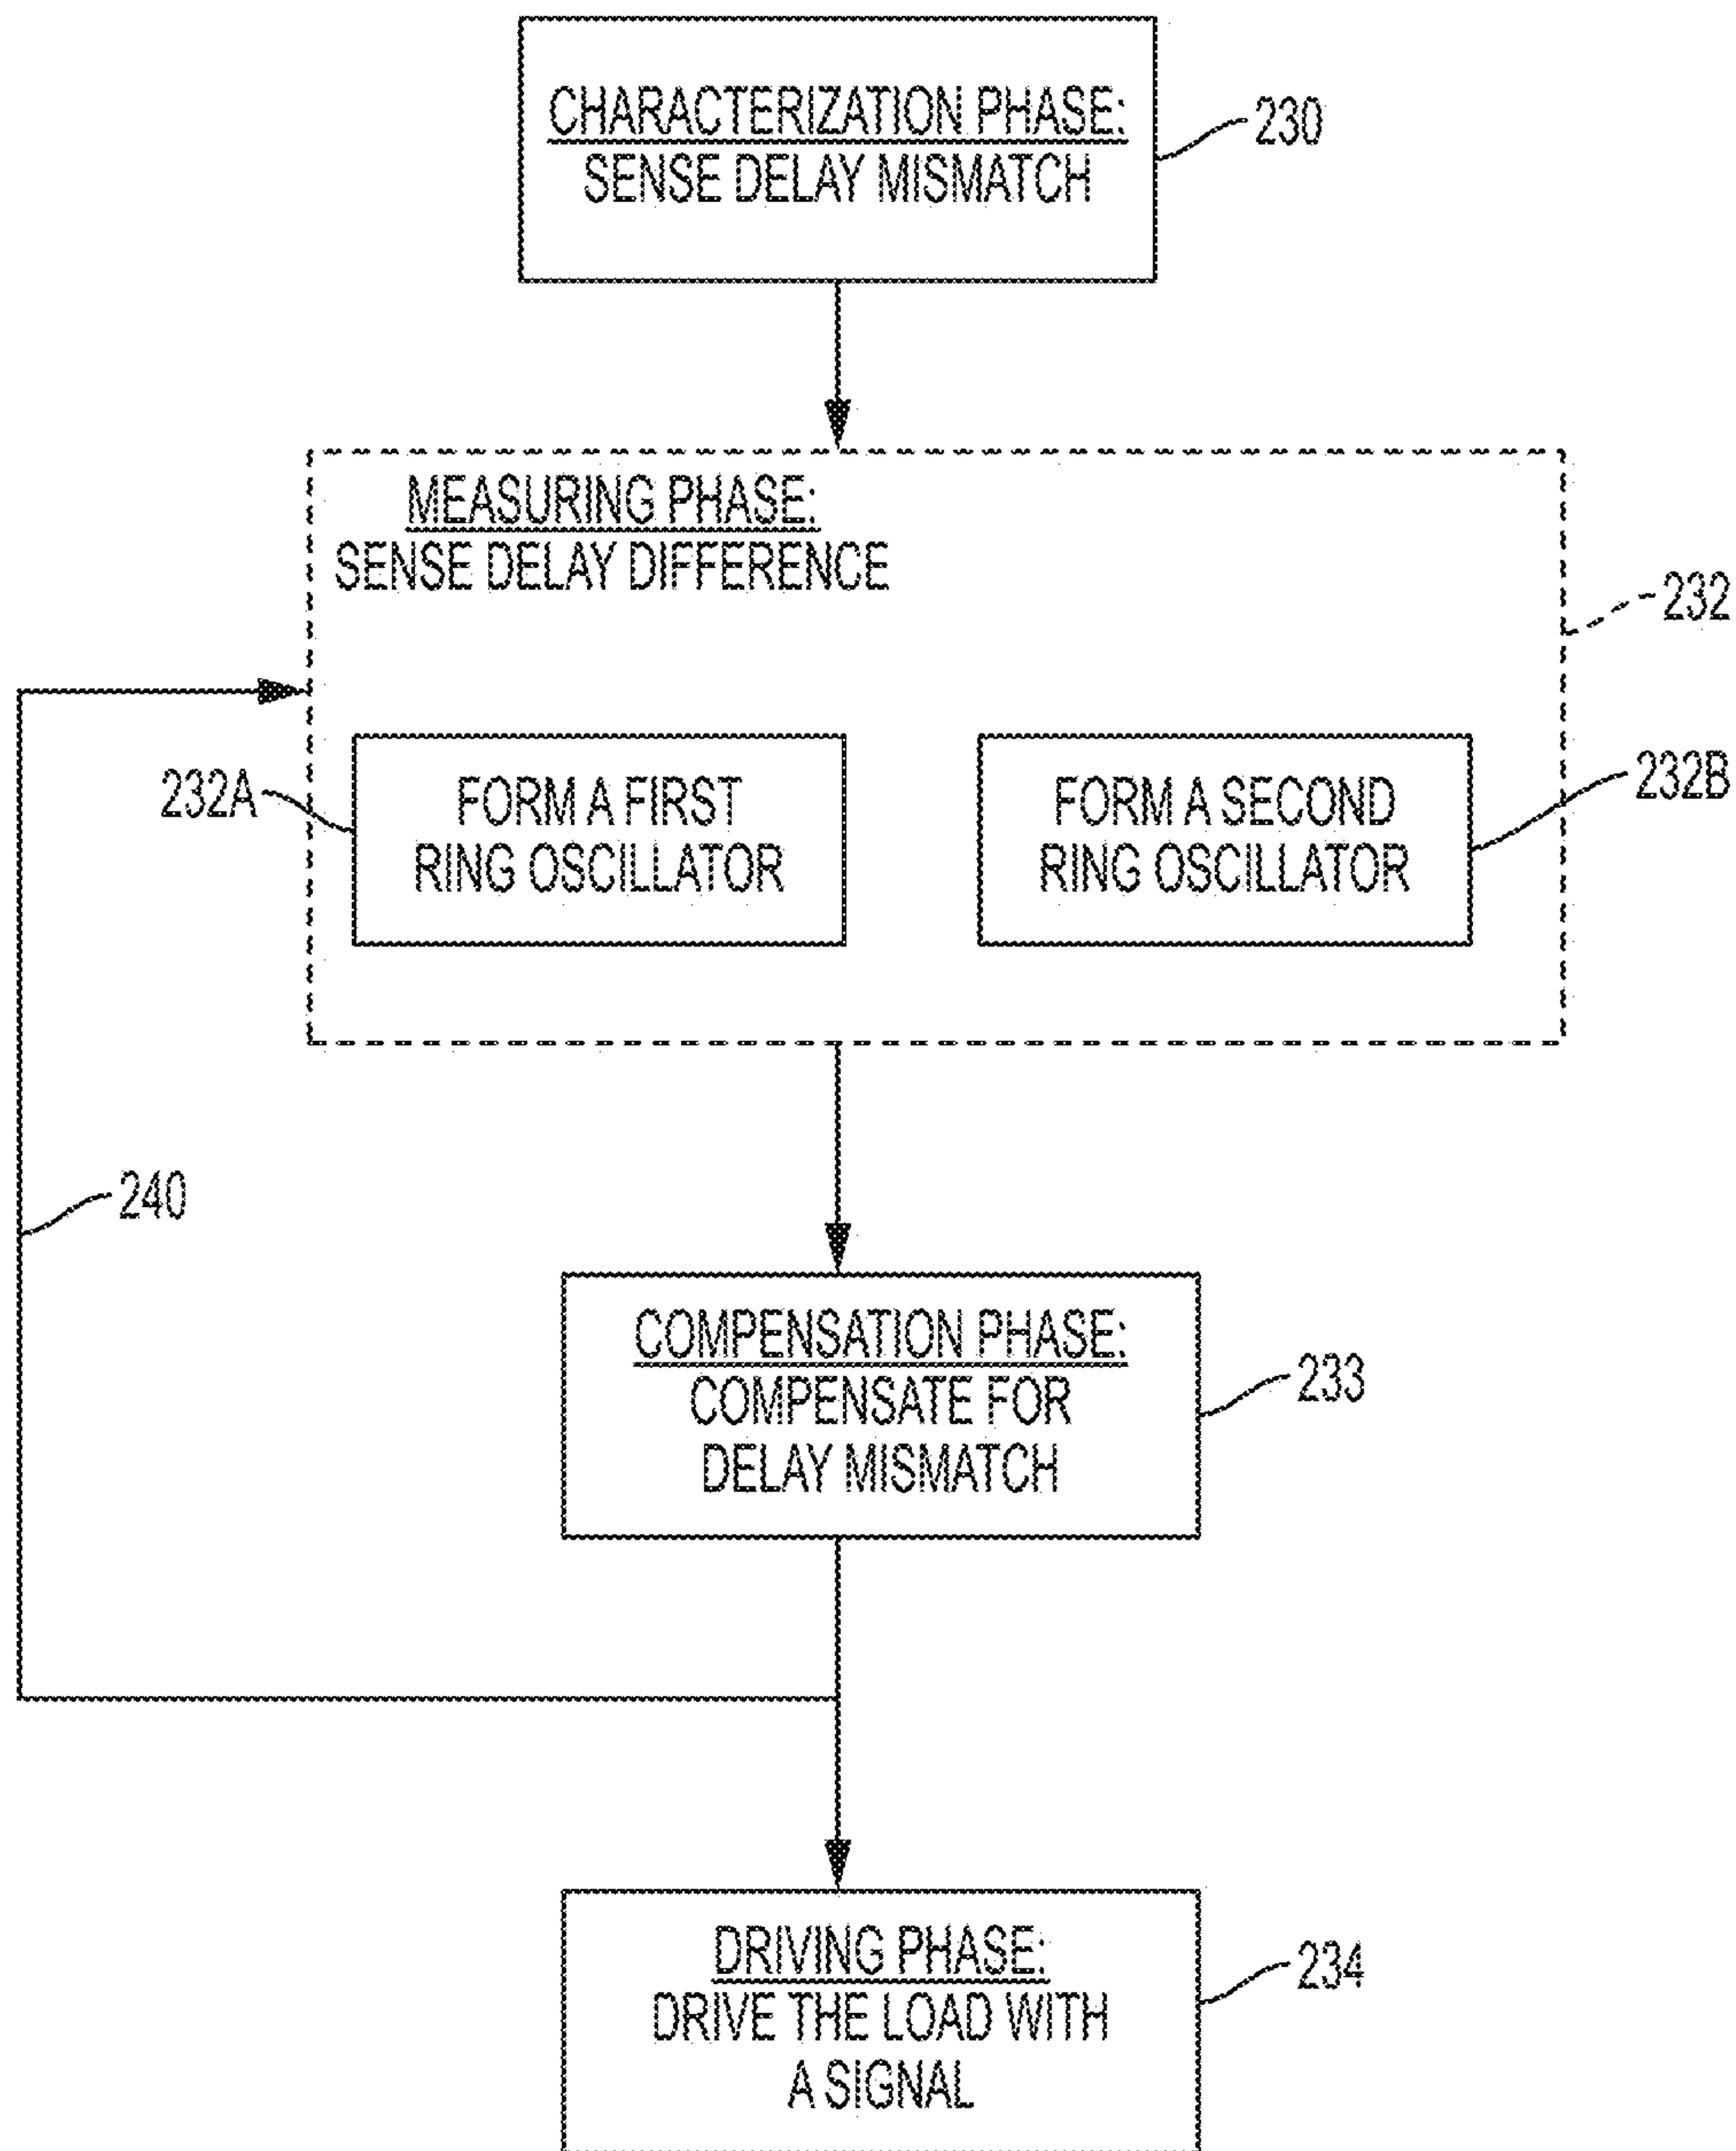 CHARACTERIZATION PHASE:
SENSE DELAY MISMATCH
230
MEASURING PHASE:
SENSE DELAY DIFFERENCE
232
232A
FORM A FIRST
RING OSCILLATOR
FORM A SECOND
RING OSCILLATOR
232B
240
COMPENSATION PHASE:
COMPENSATE FOR
DELAY MISMATCH
233
DRIVING PHASE:
DRIVE THE LOAD WITH
A SIGNAL
234